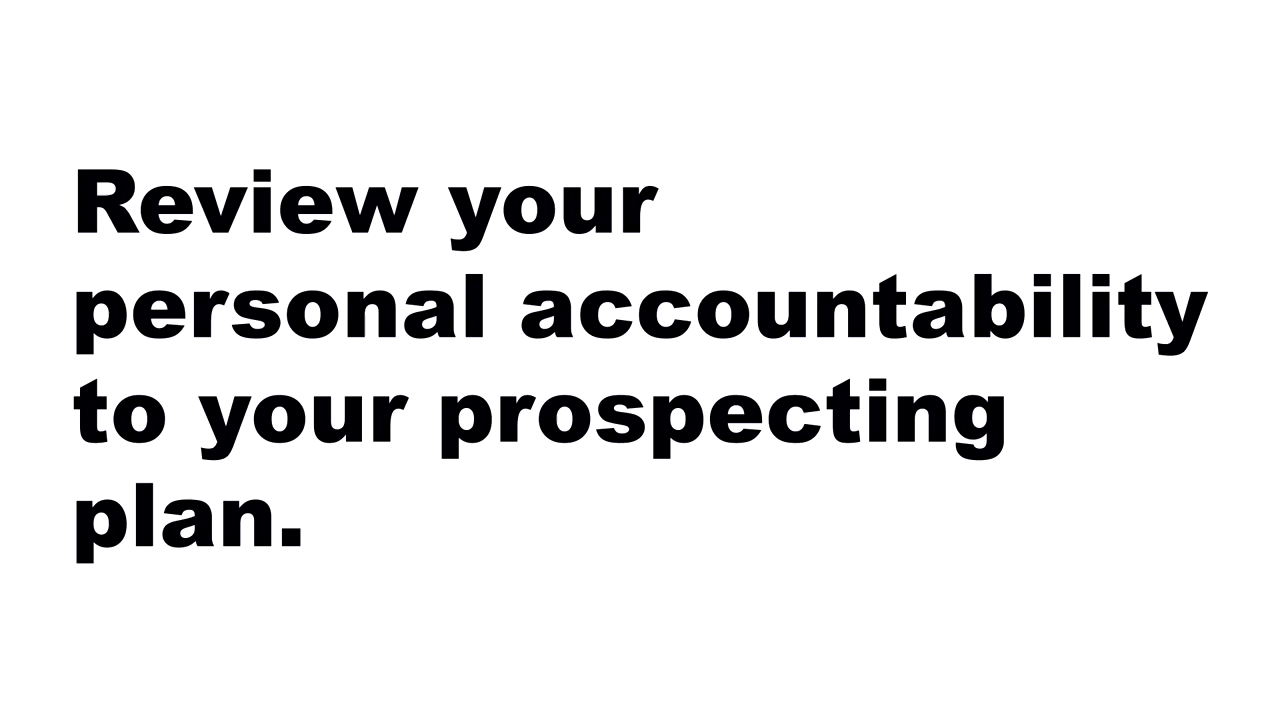 Review your
personal accountability
to your prospecting
plan.